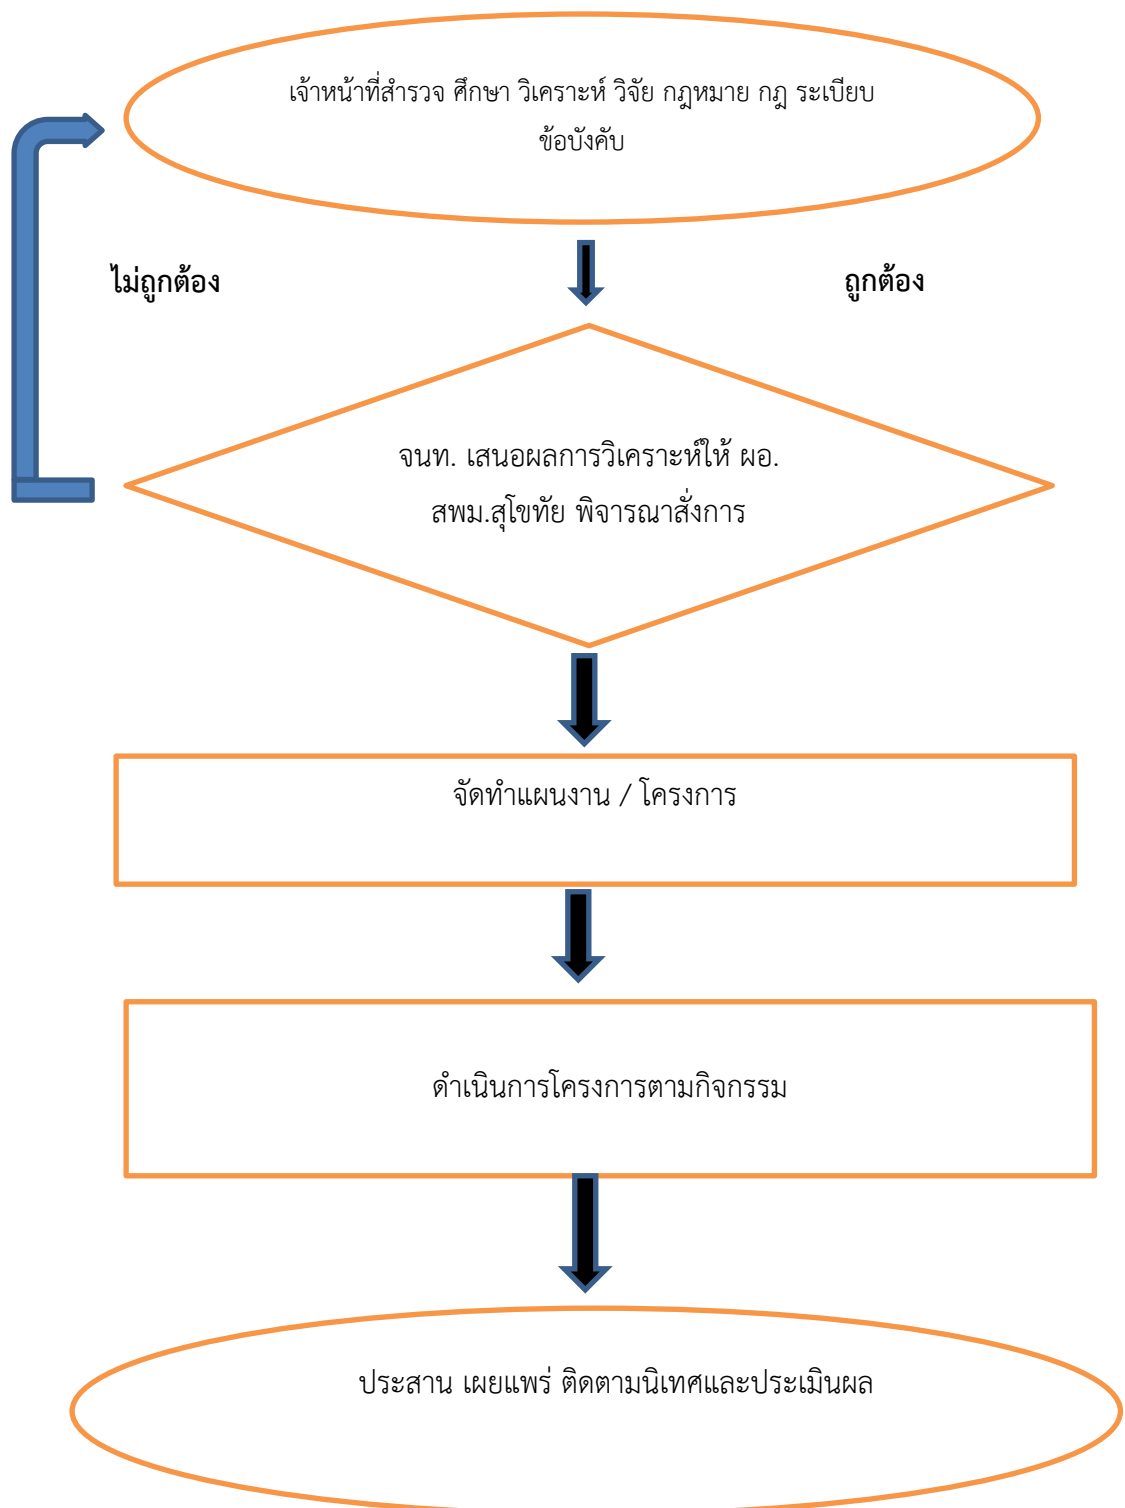 เจ้าหน้าที่สำรวจ ศึกษา วิเคราะห์ วิจัย กฎหมาย กฎ ระเบียบ
ข้อบังคับ
ไม่ถูกต้อง
ถูกต้อง
จนท. เสนอผลการวิเคราะห์ให้ ผอ.
สพม.สุโขทัย พิจารณาสั่งการ
จัดทำแผนงาน / โครงการ
ดำเนินการโครงการตามกิจกรรม
ประสาน เผยแพร่ ติดตามนิเทศและประเมินผล